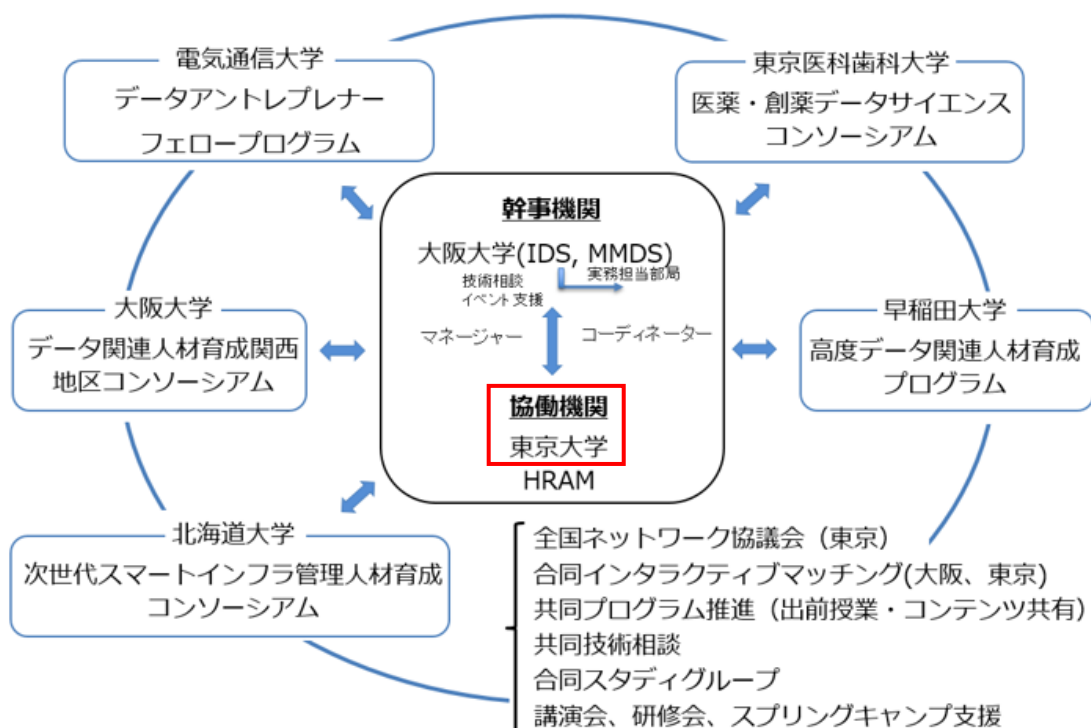 電気通信大学
データアントレプレナー
フェロープログラム
東京医科歯科大学
医薬・創薬データサイエンス
コンソーシアム
幹事機関
大阪大学(IDS, MMDS)
技術相談
イベント支援
実務担当部局
マネージャー
コーディネーター
協働機関
東京大学
HRAM
大阪大学
データ関連人材育成関西
地区コンソーシアム
早稲田大学
高度データ関連人材育成
プログラム
北海道大学
次世代スマートインフラ管理人材育成
コンソーシアム
全国ネットワーク協議会（東京）
合同インタラクティブマッチング(大阪、東京)
共同プログラム推進（出前授業・コンテンツ共有)
共同技術相談
合同スタディグループ
講演会、研修会、スプリングキャンプ支援